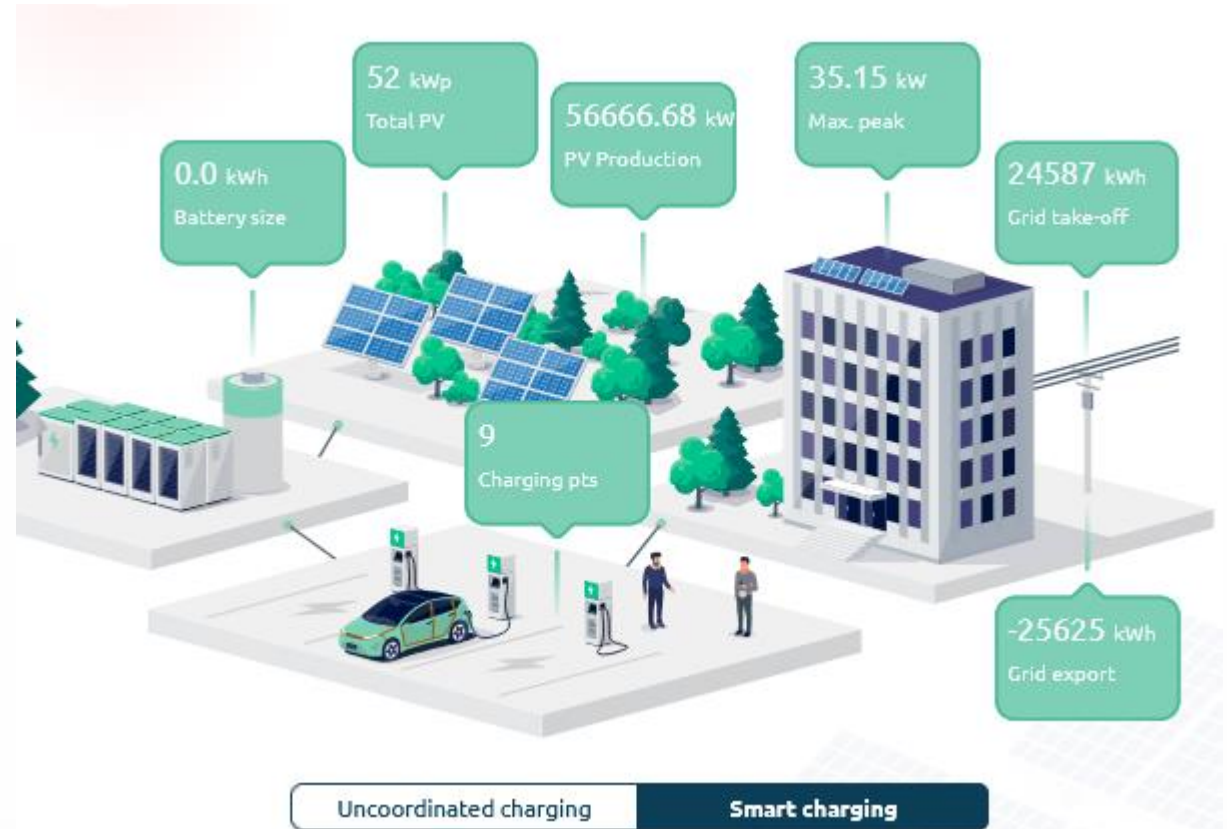 52 kWp
Total PV
56666.68 kW
PV Production
35.15 kW
Max. peak
0.0 kWh
Battery size
24587 kWh
Grid take-off
9
Charging pts
-25625 kWh
Grid export
Uncoordinated charging
Smart charging